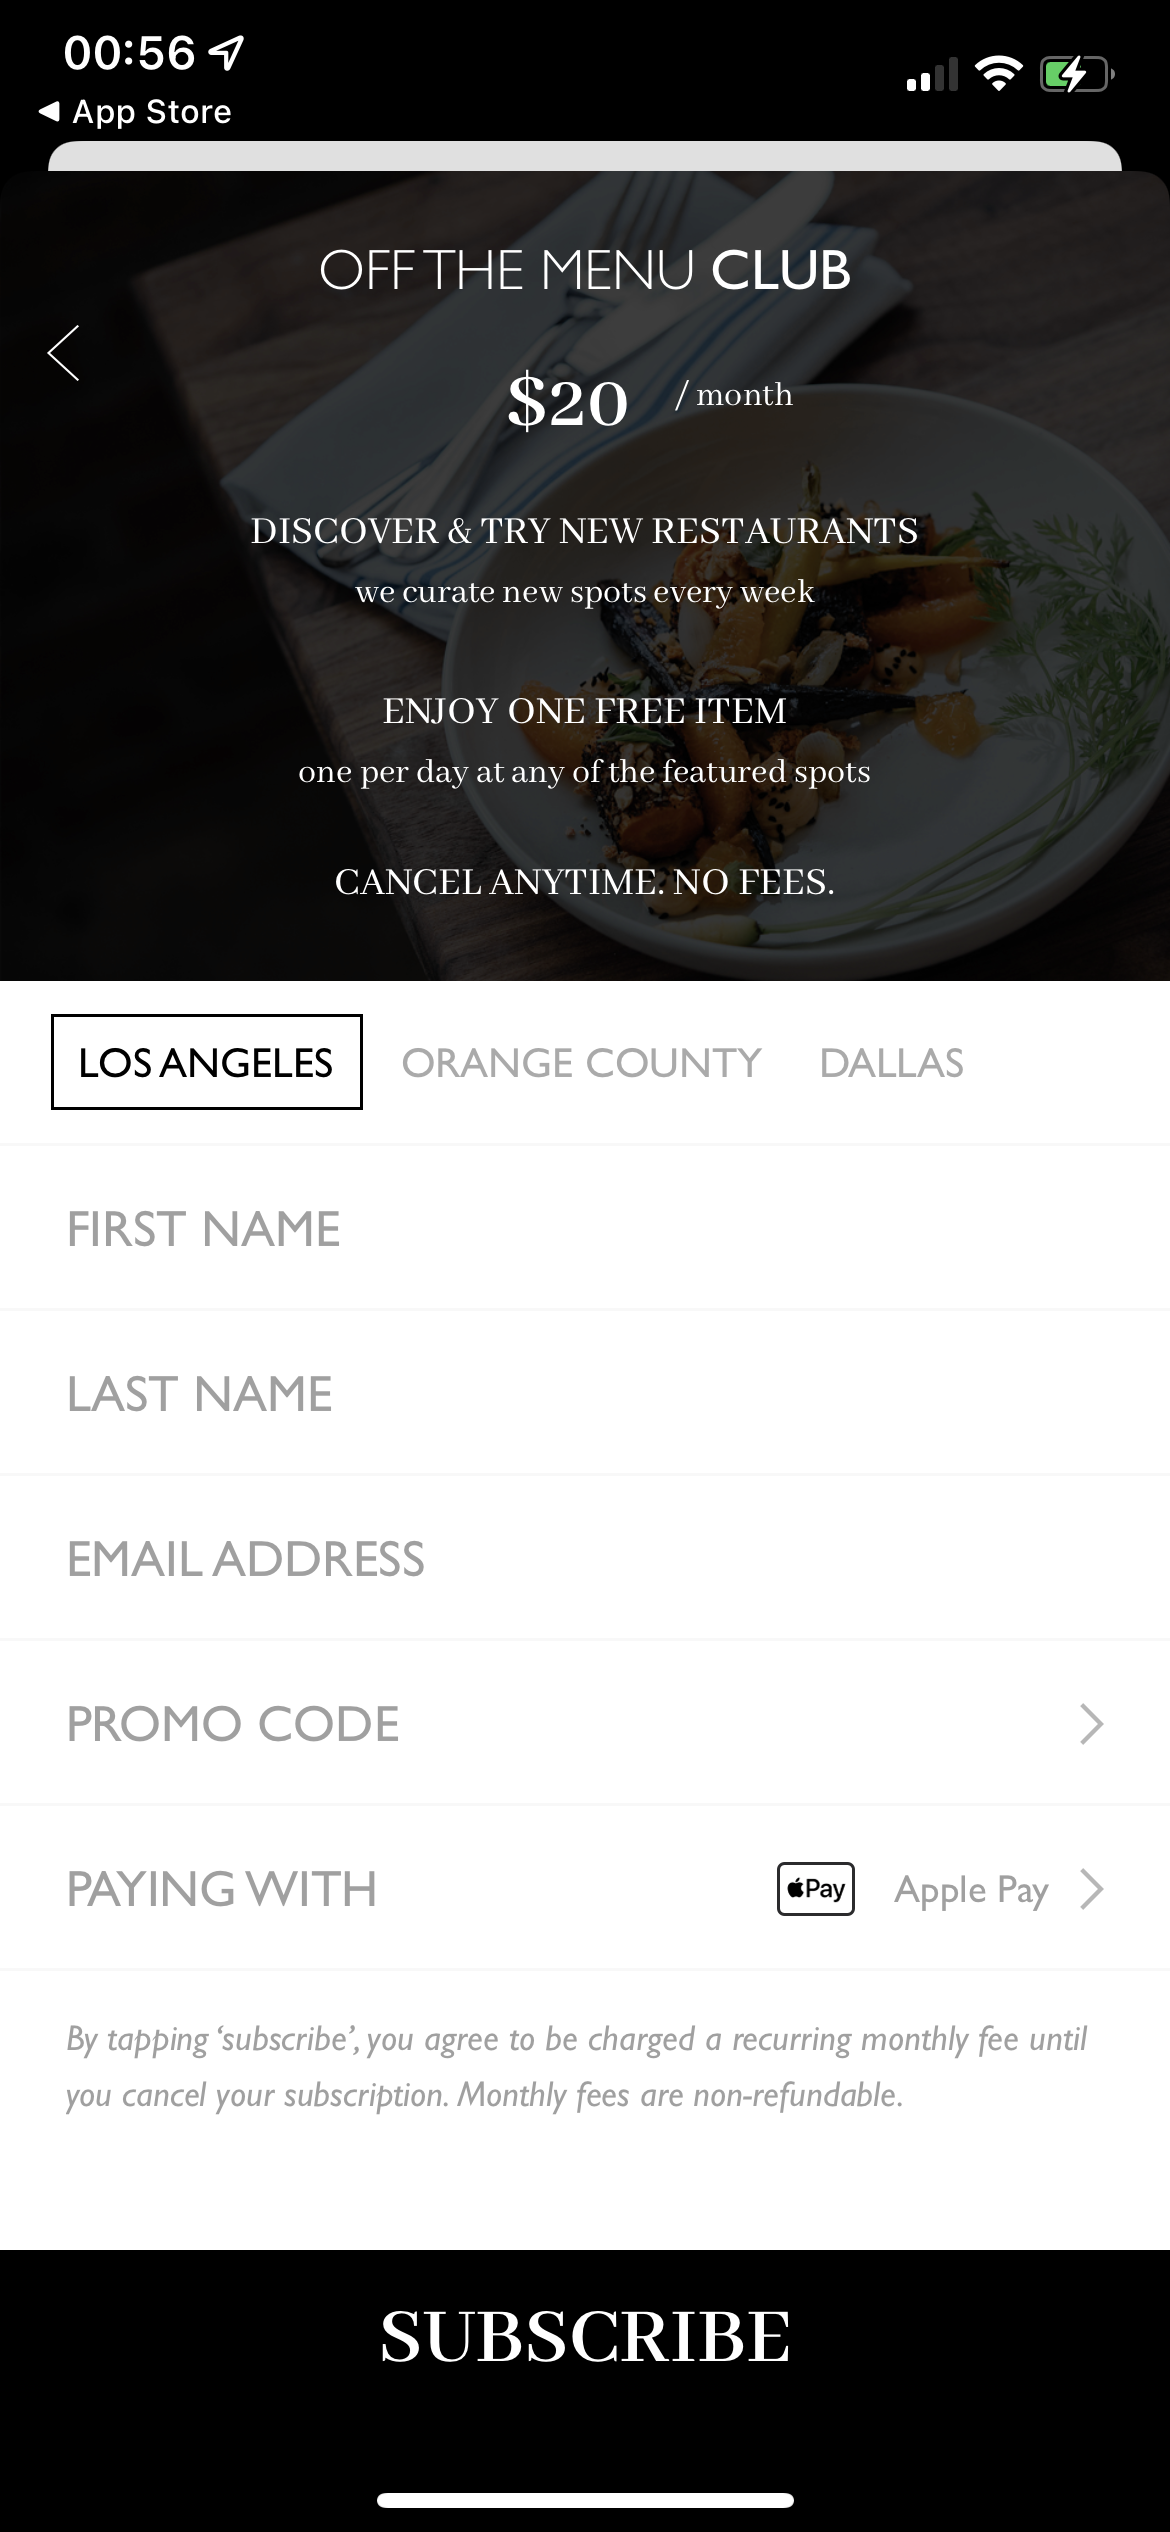 00:56
App Store
OFF THE MENU CLUB
$20 / month
DISCOVER & TRY NEW RESTAURANTS
we curate new spots every week
ENJOY ONE FREE ITEM
one per day at any of the featured spots
CANCEL ANYTIME. NO FEES.
LOS ANGELES ORANGE COUNTY DALLAS
FIRST NAME
LAST NAME
EMAIL ADDRESS
PROMO CODE
PAYING WITH Pay Apple Pay
By tapping ‘subscribe’, you agree to be charged a recurring monthly fee until
you cancel your subscription. Monthly fees are non-refundable.
SUBSCRIBE